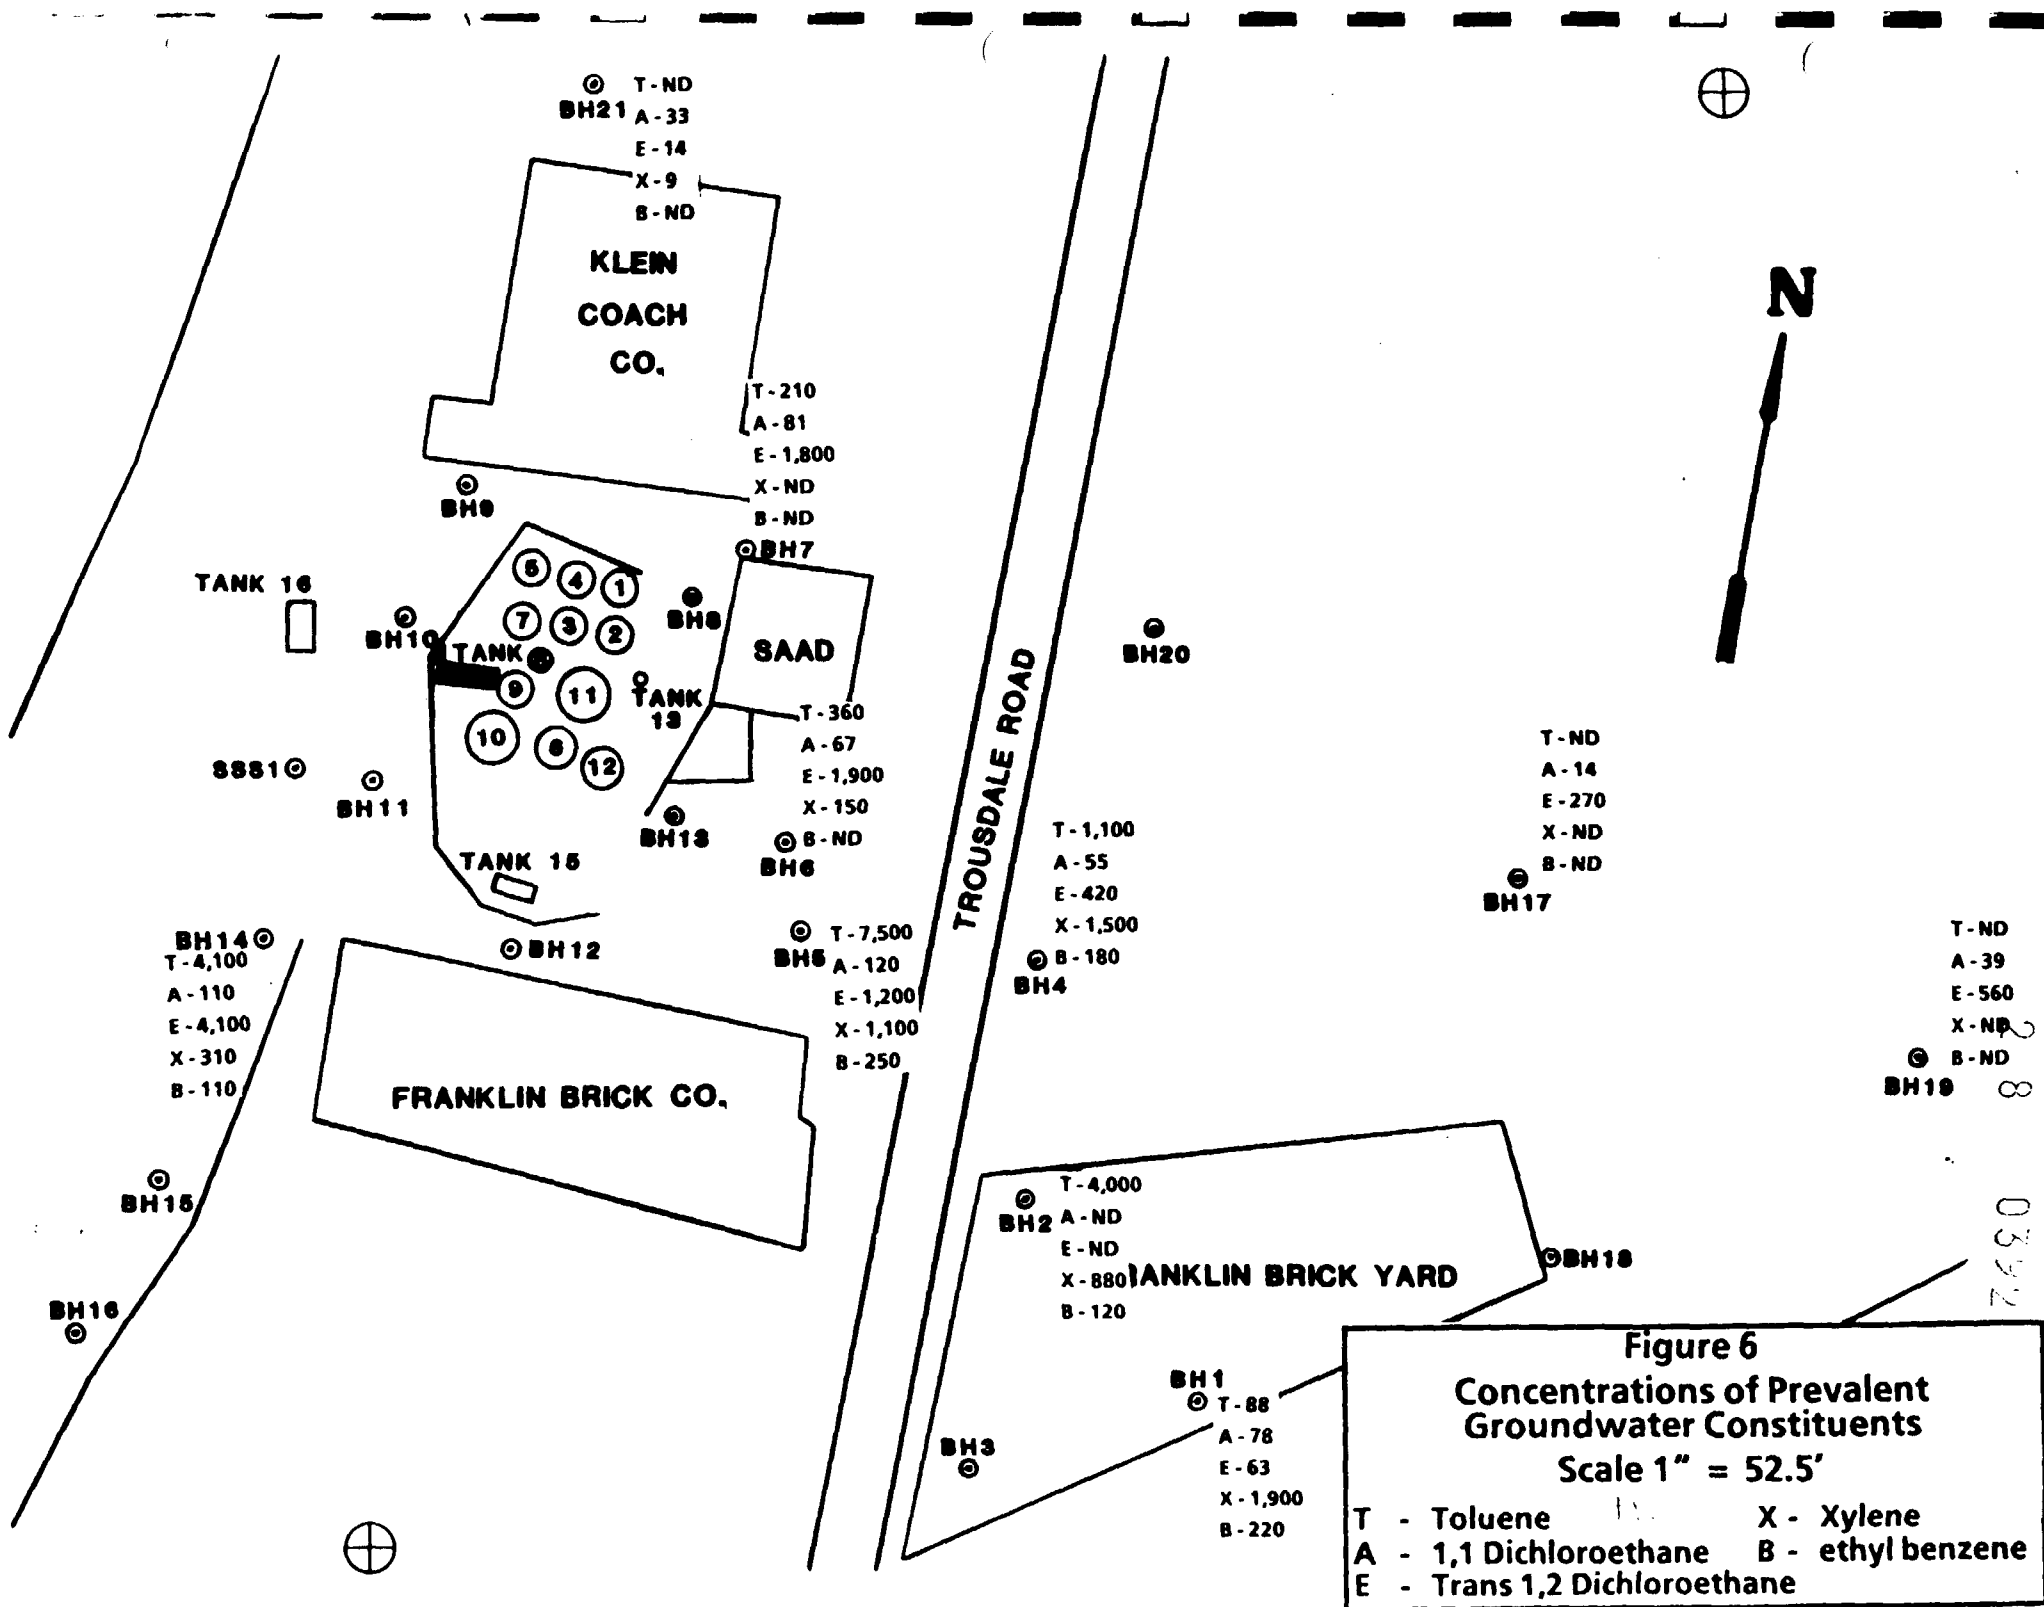 T-ND
BH21
A-33
E-14
X-9
B-ND
KLEIN
COACH
CO.
N
T-210
A-81
E-1,800
X-ND
B-ND
BH9
BH7
TANK 16
5
4
1
BH8
BH10
7
3
2
SAAD
BH20
TANK
9
11
TANK
13
10
6
12
T-360
A-67
E-1,900
X-150
B-ND
BH6
SSS1
BH11
BH13
TROUSDALE ROAD
T-ND
A-14
E-270
X-ND
B-ND
BH17
T-1,100
A-55
E-420
X-1,500
B-180
BH4
TANK 15
BH14
T-4,100
A-110
E-4,100
X-310
B-110
BH12
BH5
T-7,500
A-120
E-1,200
X-1,100
B-250
T-ND
A-39
E-560
X-ND
B-ND
BH19
2 8 0392
FRANKLIN BRICK CO.
BH15
BH16
BH2
T-4,000
A-ND
E-ND
X-880
B-120
ANKLIN BRICK YARD
BH18
BH1
T-88
A-78
E-63
X-1,900
B-220
BH3
Figure 6
Concentrations of Prevalent
Groundwater Constituents
Scale 1" = 52.5'
T - Toluene X - Xylene
A - 1,1 Dichloroethane B - ethyl benzene
E - Trans 1,2 Dichloroethane